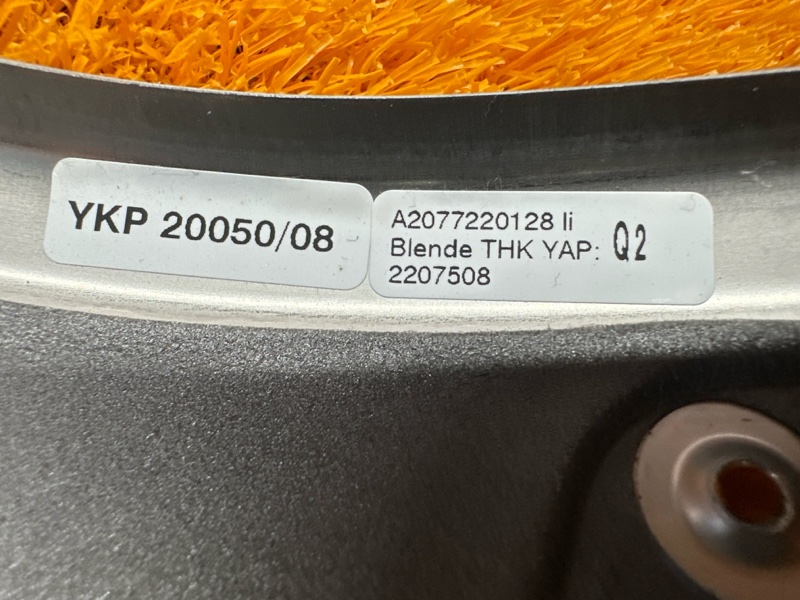 YKP 20050/08
A2077220128 li
Blende THK YAP: Q2
2207508